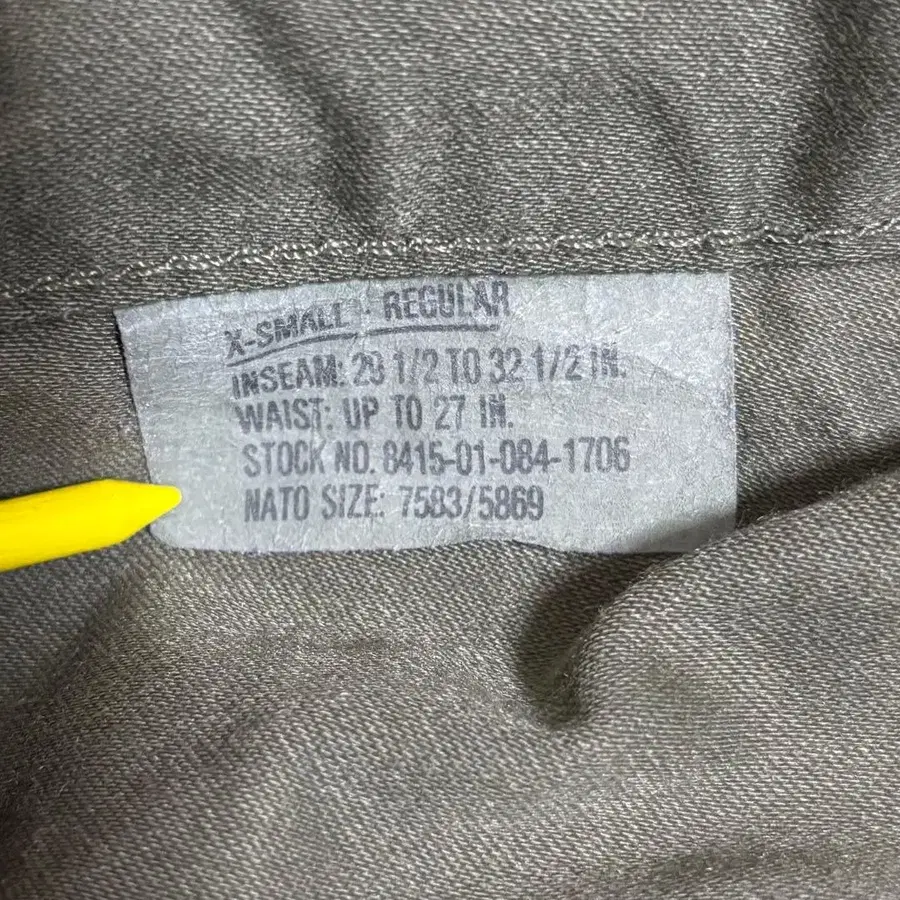 X-SMALL - REGULAR
INSEAM: 29 1/2 TO 32 1/2 IN.
WAIST: UP TO 27 IN.
STOCK NO. 8415-01-084-1706
NATO SIZE: 7583/5869